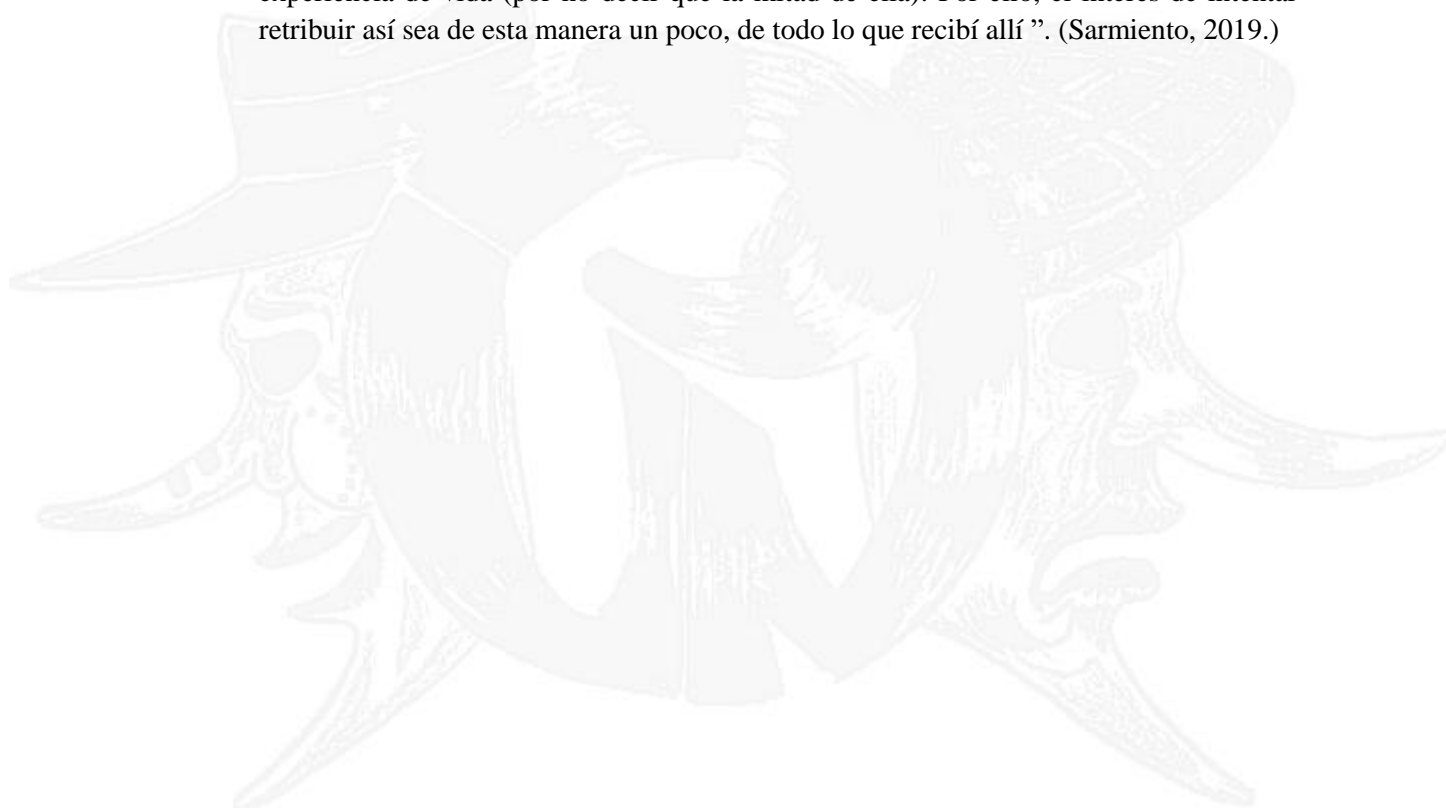 experiencia de vida (por no decir que la mitad de ella). Por ello, el interés de intentar
retribuir así sea de esta manera un poco, de todo lo que recibí allí ”. (Sarmiento, 2019.)